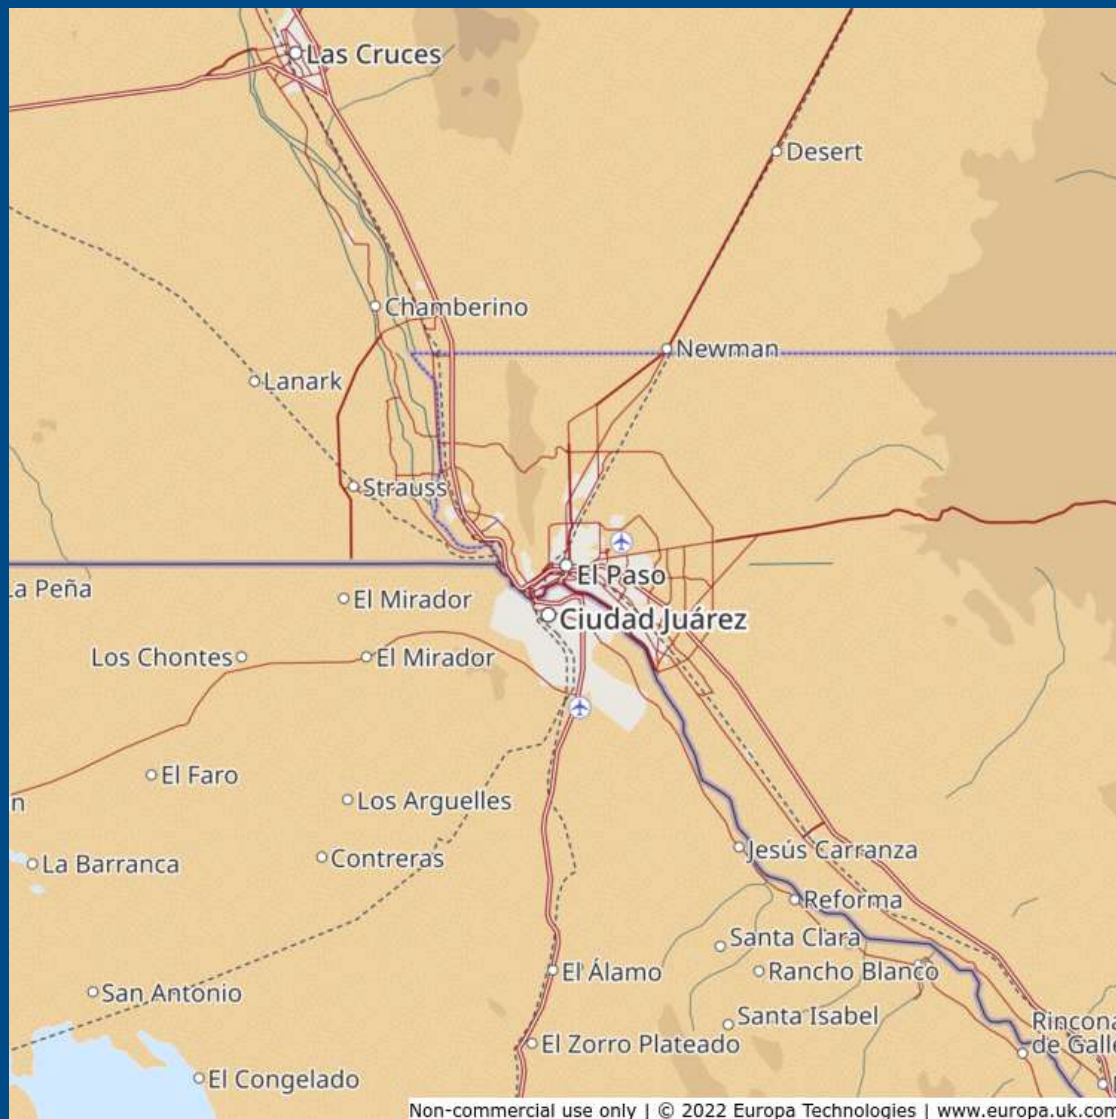 Las Cruces
Desert
Chamberino
Newman
Lanark
Strauss
El Paso
La Peña
El Mirador
Ciudad Juárez
Los Chontes
El Mirador
El Faro
n
Los Arguelles
Jesús Carranza
La Barranca
Contreras
Reforma
Santa Clara
El Álamo
Rancho Blanco
San Antonio
Santa Isabel
Rincona
de Galle
El Zorro Plateado
El Congelado
Non-commercial use only | © 2022 Europa Technologies | www.europa.uk.com